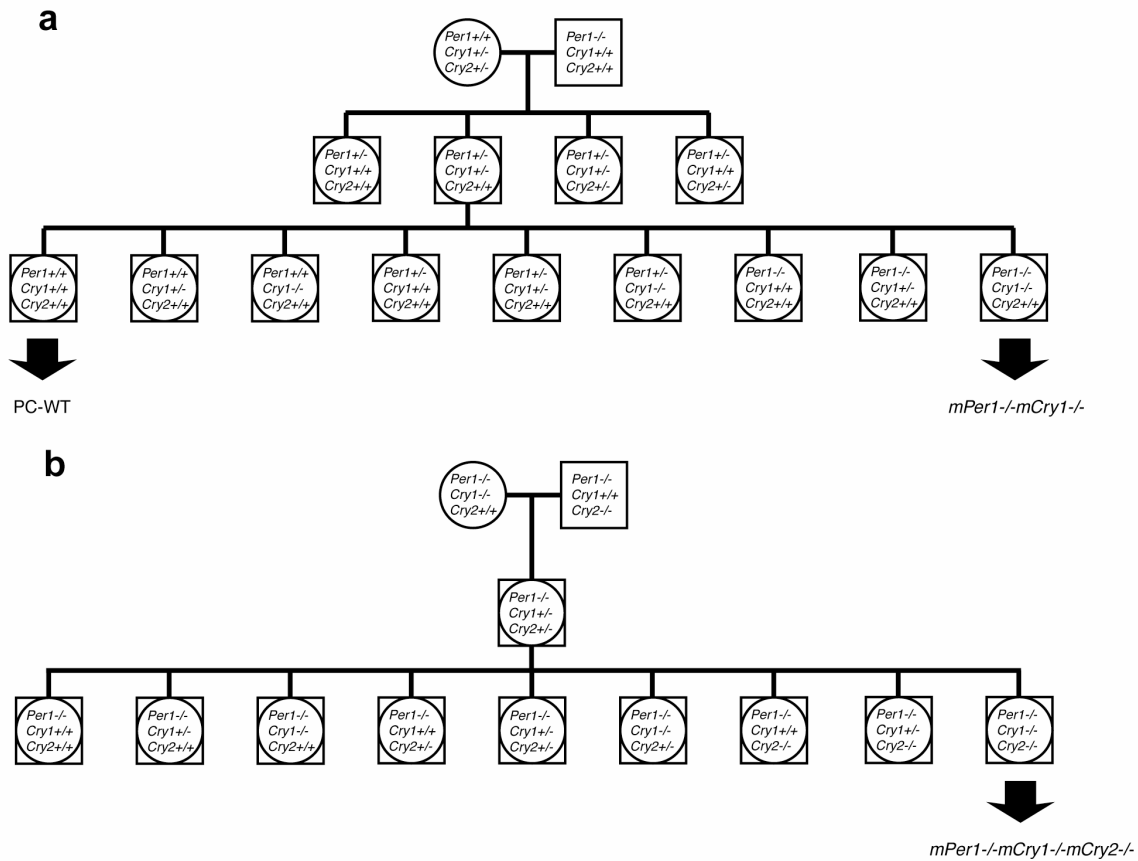 a
Per1+/+
Cry1+/-
Cry2+/-
Per1-/-
Cry1+/+
Cry2+/+
Per1+/-
Cry1+/+
Cry2+/+
Per1+/-
Cry1+/-
Cry2+/+
Per1+/-
Cry1+/-
Cry2+/-
Per1+/-
Cry1+/+
Cry2+/-
Per1+/+
Cry1+/+
Cry2+/+
Per1+/+
Cry1+/-
Cry2+/+
Per1+/+
Cry1-/-
Cry2+/+
Per1+/-
Cry1+/+
Cry2+/+
Per1+/-
Cry1+/-
Cry2+/+
Per1+/-
Cry1-/-
Cry2+/+
Per1-/-
Cry1+/+
Cry2+/+
Per1-/-
Cry1+/-
Cry2+/+
Per1-/-
Cry1-/-
Cry2+/+
PC-WT
mPer1-/-mCry1-/-
b
Per1-/-
Cry1-/-
Cry2+/+
Per1-/-
Cry1+/+
Cry2-/-
Per1-/-
Cry1+/-
Cry2+/-
Per1-/-
Cry1+/+
Cry2+/+
Per1-/-
Cry1+/-
Cry2+/+
Per1-/-
Cry1-/-
Cry2+/+
Per1-/-
Cry1+/+
Cry2+/-
Per1-/-
Cry1+/-
Cry2+/-
Per1-/-
Cry1-/-
Cry2+/-
Per1-/-
Cry1+/+
Cry2-/-
Per1-/-
Cry1+/-
Cry2-/-
Per1-/-
Cry1-/-
Cry2-/-
mPer1-/-mCry1-/-mCry2-/-